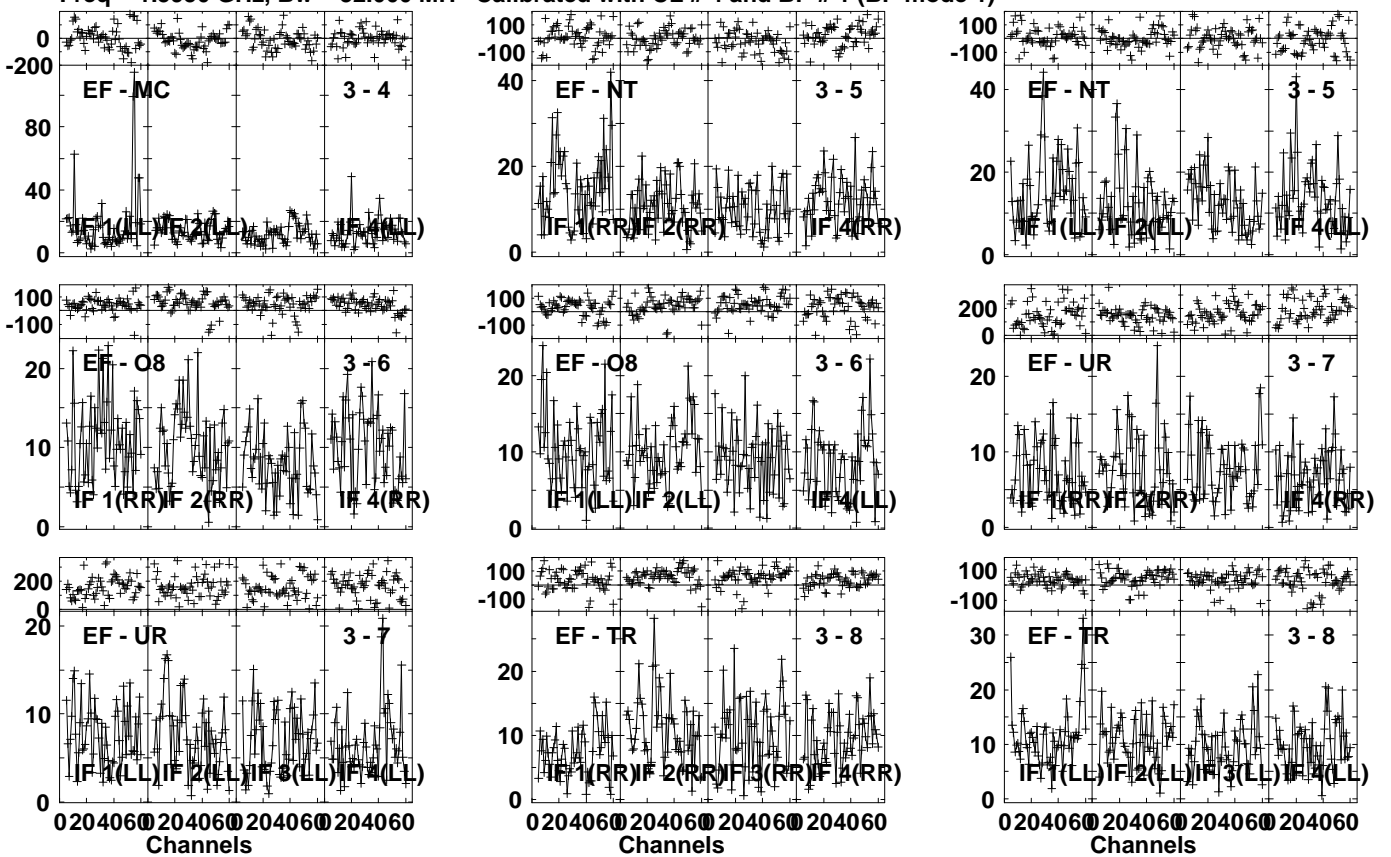 0
-200
EF - MC
3 - 4
80
40
0
IF 1(LL)
IF 2(LL)
IF 4(LL)
100
-100
EF - NT
3 - 5
40
20
0
IF 1(RR)
IF 2(RR)
IF 4(RR)
100
-100
EF - NT
3 - 5
40
20
0
IF 1(LL)
IF 2(LL)
IF 4(LL)
100
-100
EF - O8
3 - 6
20
10
0
IF 1(RR)
IF 2(RR)
IF 4(RR)
100
-100
EF - O8
3 - 6
20
10
0
IF 1(LL)
IF 2(LL)
IF 4(LL)
200
0
EF - UR
3 - 7
20
10
0
IF 1(RR)
IF 2(RR)
IF 4(RR)
200
0
EF - UR
3 - 7
20
10
0
IF 1(LL)
IF 2(LL)
IF 3(LL)
IF 4(LL)
0 20 40 60 0 20 40 60 0 20 40 60 0 20 40 60
Channels
100
-100
EF - TR
3 - 8
20
10
0
IF 1(RR)
IF 2(RR)
IF 3(RR)
IF 4(RR)
0 20 40 60 0 20 40 60 0 20 40 60 0 20 40 60
Channels
100
-100
EF - TR
3 - 8
30
20
10
0
IF 1(LL)
IF 2(LL)
IF 3(LL)
IF 4(LL)
0 20 40 60 0 20 40 60 0 20 40 60 0 20 40 60
Channels